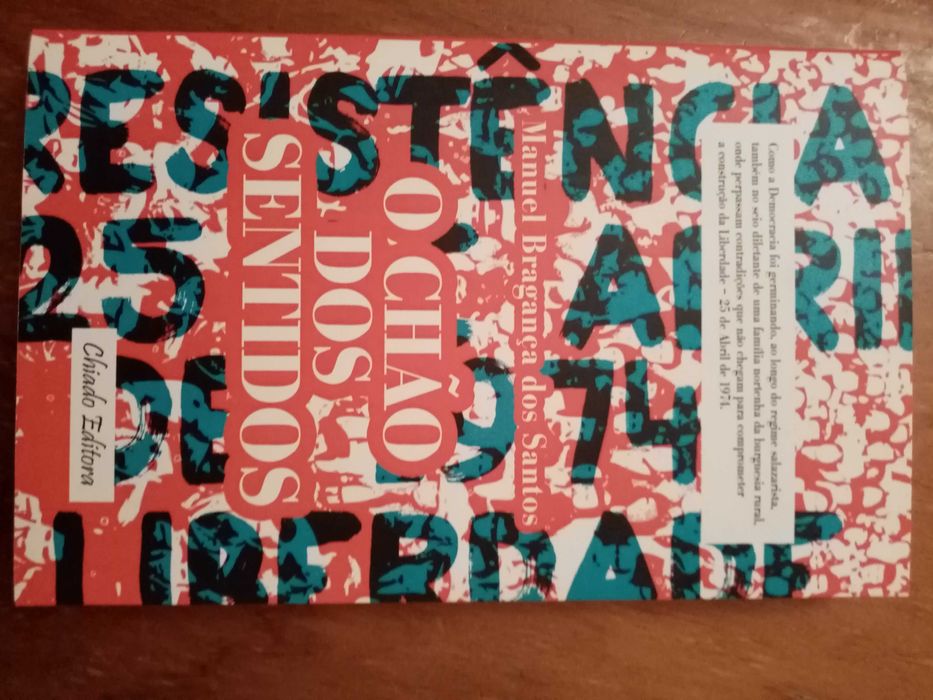 Como a Democracia foi germinando, ao longo do regime salazarista,
também no seio diletante de uma família nortenha da burguesia rural,
onde perpassam contradições que não chegam para comprometer
a construção da Liberdade – 25 de Abril de 1974.
Manuel Bragança dos Santos
O CHÃO
DOS
SENTIDOS
Chiado Editora
RESISTÊNCIA
25 ABRIL
DE 1974
LIBERDADE